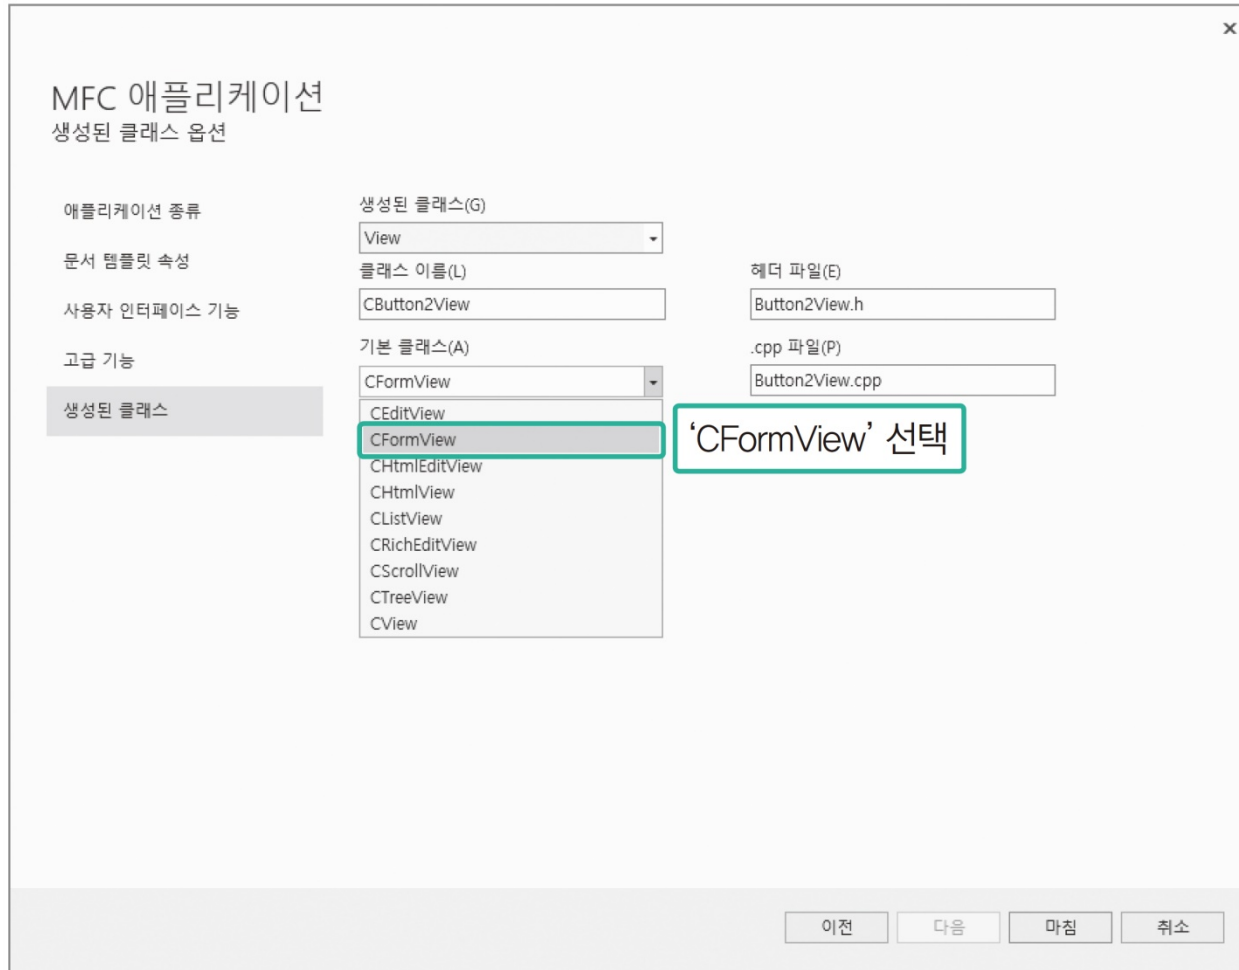 ×
MFC 애플리케이션
생성된 클래스 옵션
애플리케이션 종류
문서 템플릿 속성
사용자 인터페이스 기능
고급 기능
생성된 클래스
생성된 클래스(G)
View
클래스 이름(L)
CButton2View
헤더 파일(E)
Button2View.h
기본 클래스(A)
CFormView
.cpp 파일(P)
Button2View.cpp
CEditView
CFormView
CHtmlEditView
CHtmlView
CListView
CRichEditView
CScrollView
CTreeView
CView
‘CFormView’ 선택
이전
다음
마침
취소